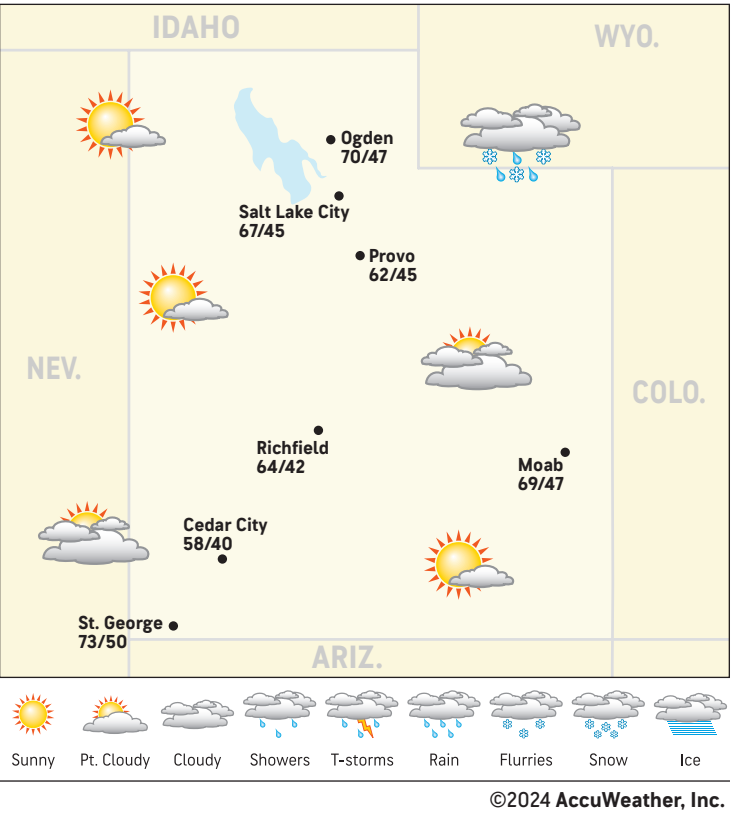 IDAHO
WYO.
Ogden
70/47
Salt Lake City
67/45
Provo
62/45
NEV.
COLO.
Richfield
64/42
Moab
69/47
Cedar City
58/40
St. George
73/50
ARIZ.
Sunny
Pt. Cloudy
Cloudy
Showers
T-storms
Rain
Flurries
Snow
Ice
©2024 AccuWeather, Inc.